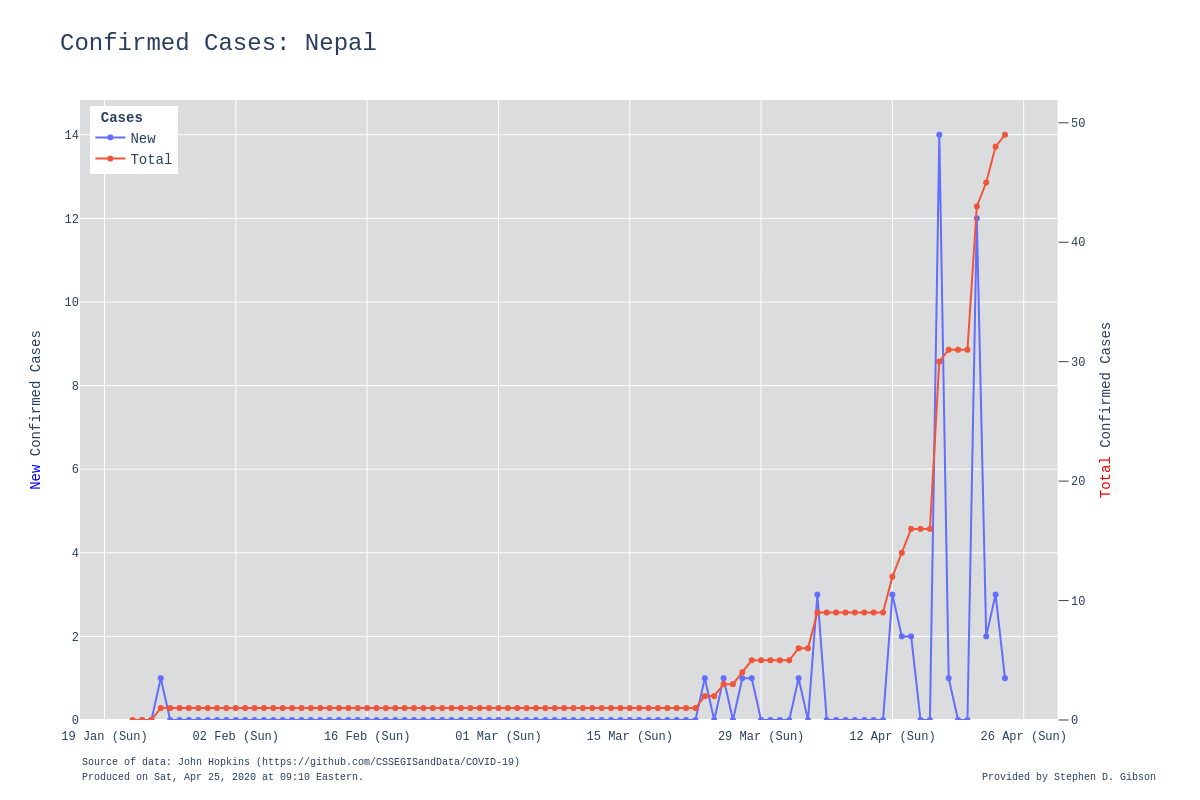 Confirmed Cases: Nepal
Cases
New
Total
14
12
10
8
6
4
2
0
50
40
30
20
10
0
New Confirmed Cases
Total Confirmed Cases
19 Jan (Sun) 02 Feb (Sun) 16 Feb (Sun) 01 Mar (Sun) 15 Mar (Sun) 29 Mar (Sun) 12 Apr (Sun) 26 Apr (Sun)
Source of data: John Hopkins (https://github.com/CSSEGISandData/COVID-19)
Produced on Sat, Apr 25, 2020 at 09:10 Eastern.
Provided by Stephen D. Gibson